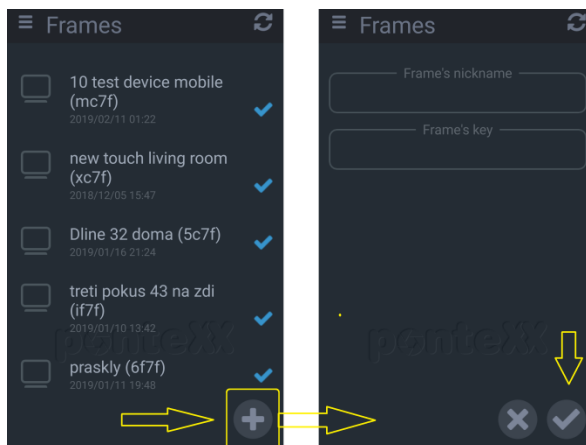 Frames
10 test device mobile
(mc7f)
2019/02/11 01:22
new touch living room
(xc7f)
2018/12/05 15:47
Dline 32 doma (5c7f)
2019/01/16 21:24
treti pokus 43 na zdi
(if7f)
2019/01/10 13:42
ponteXX
praskly (6f7f)
2019/01/11 19:48
Frames
Frame's nickname
Frame's key
ponteXX